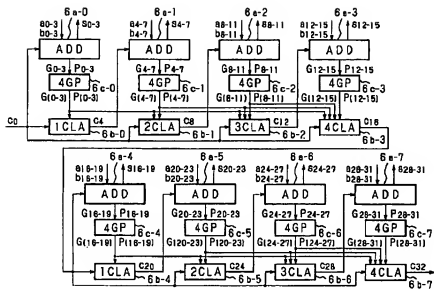 6a-0 6a-1 6a-2 6a-3
a0-3 S0-3 a4-7 S4-7 a8-11 S8-11 a12-15 S12-15
b0-3 b4-7 b8-11 b12-15
ADD ADD ADD ADD
G0-3 P0-3 G4-7 P4-7 G8-11 P8-11 G12-15 P12-15
4GP 4GP 4GP 4GP
6c-0 6c-1 6c-2 6c-3
G(0-3) P(0-3) G(4-7) P(4-7) G(8-11) P(8-11) G(12-15) P(12-15)
C0 1CLA C4 2CLA C8 3CLA C12 4CLA C16
6b-0 6b-1 6b-2 6b-3
6a-4 6a-5 6a-6 6a-7
a16-19 S16-19 a20-23 S20-23 a24-27 S24-27 a28-31 S28-31
b16-19 b20-23 b24-27 b28-31
ADD ADD ADD ADD
G16-19 P16-19 G20-23 P20-23 G24-27 P24-27 G28-31 P28-31
4GP 4GP 4GP 4GP
6c-4 6c-5 6c-6 6c-7
G(16-19) P(16-19) G(20-23) P(20-23) G(24-27) P(24-27) G(28-31) P(28-31)
1CLA C20 2CLA C24 3CLA C28 4CLA C32
6b-4 6b-5 6b-6 6b-7